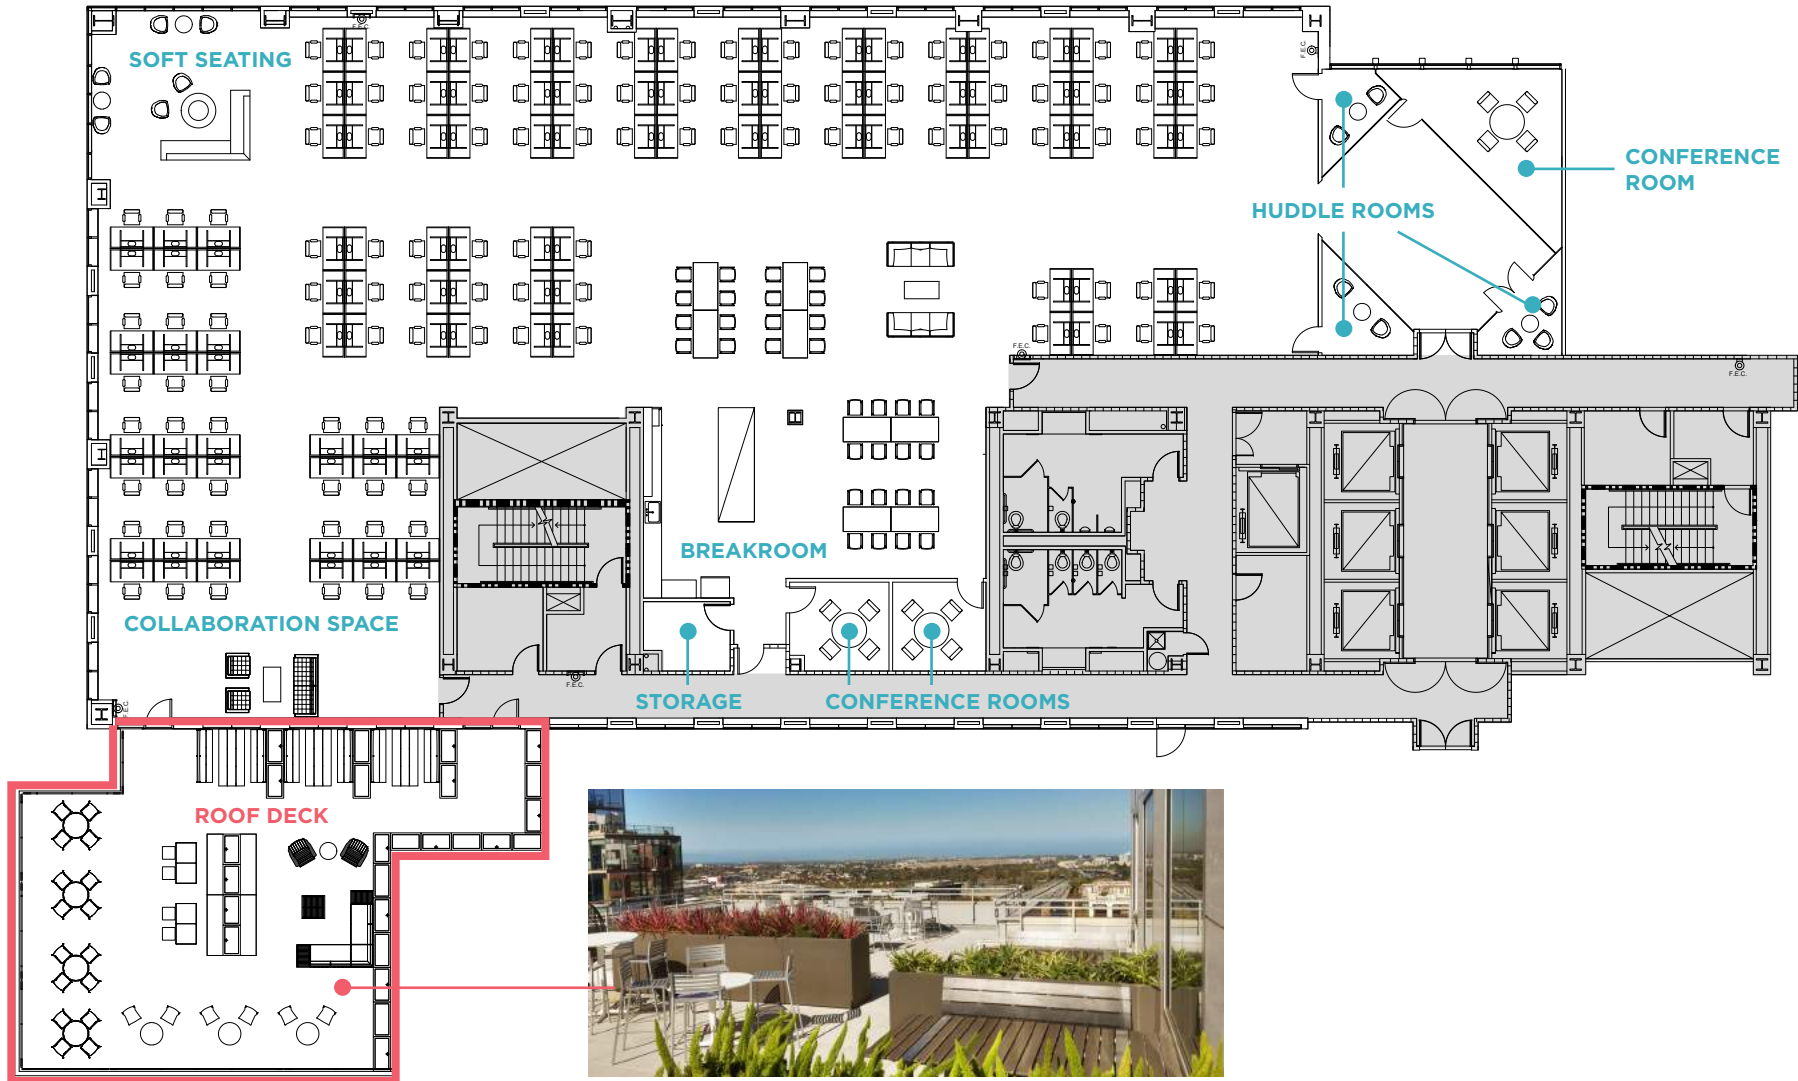 F.E.C.
F.E.C.
SOFT SEATING
CONFERENCE
ROOM
HUDDLE ROOMS
F.E.C.
F.E.C.
BREAKROOM
COLLABORATION SPACE
F.E.C.
STORAGE
CONFERENCE ROOMS
F.E.C.
ROOF DECK